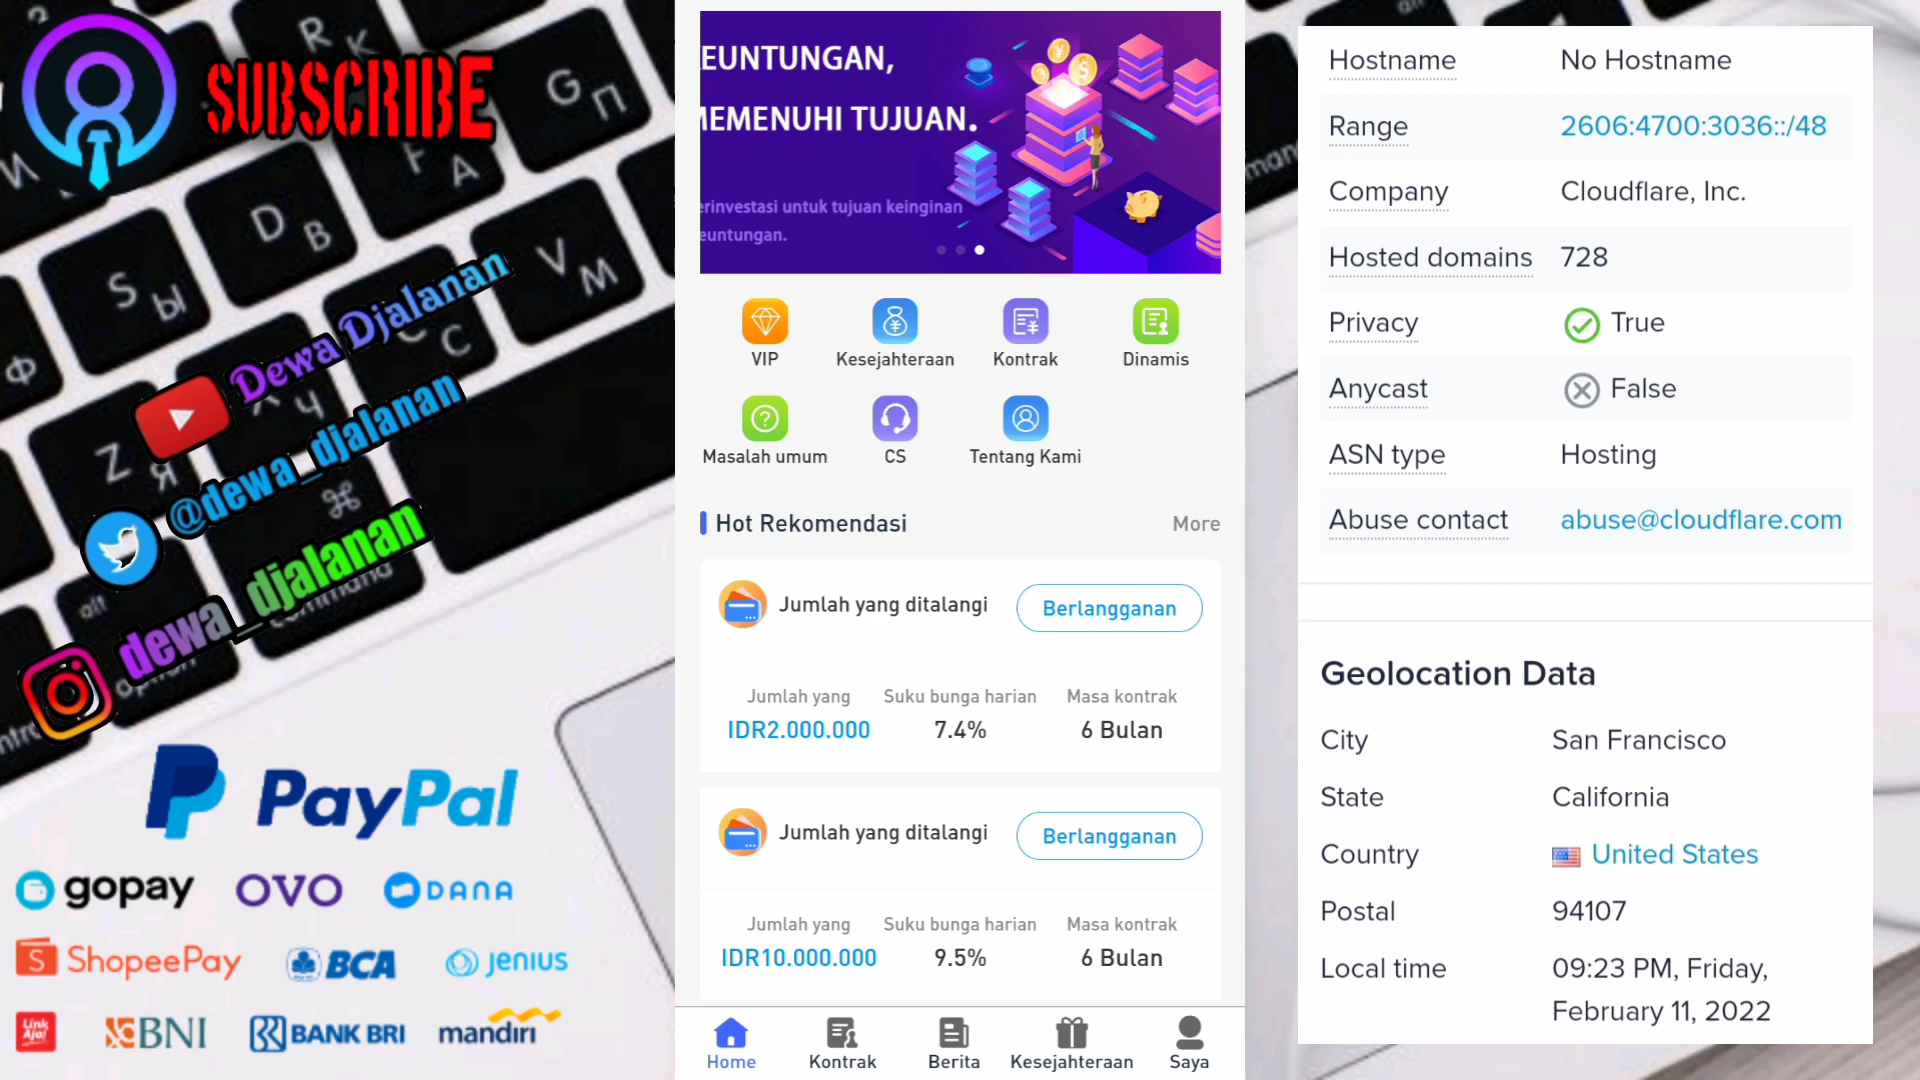 SUBSCRIBE
Dewa Djalanan
@dewa_djalanan
dewa_djalanan
PayPal
gopay
OVO
DANA
ShopeePay
BCA
jenius
Link Aja!
BNI
BANK BRI
mandiri
EUNTUNGAN,
MEMENUHI TUJUAN.
erinvestasi untuk tujuan keinginan
euntungan.
VIP
Kesejahteraan
Kontrak
Dinamis
Masalah umum
CS
Tentang Kami
Hot Rekomendasi
More
Jumlah yang ditalangi
Berlangganan
Jumlah yang Suku bunga harian Masa kontrak
IDR2.000.000 7.4% 6 Bulan
Jumlah yang ditalangi
Berlangganan
Jumlah yang Suku bunga harian Masa kontrak
IDR10.000.000 9.5% 6 Bulan
Home
Kontrak
Berita
Kesejahteraan
Saya
Hostname No Hostname
Range 2606:4700:3036::/48
Company Cloudflare, Inc.
Hosted domains 728
Privacy True
Anycast False
ASN type Hosting
Abuse contact abuse@cloudflare.com
Geolocation Data
City San Francisco
State California
Country United States
Postal 94107
Local time 09:23 PM, Friday,
February 11, 2022